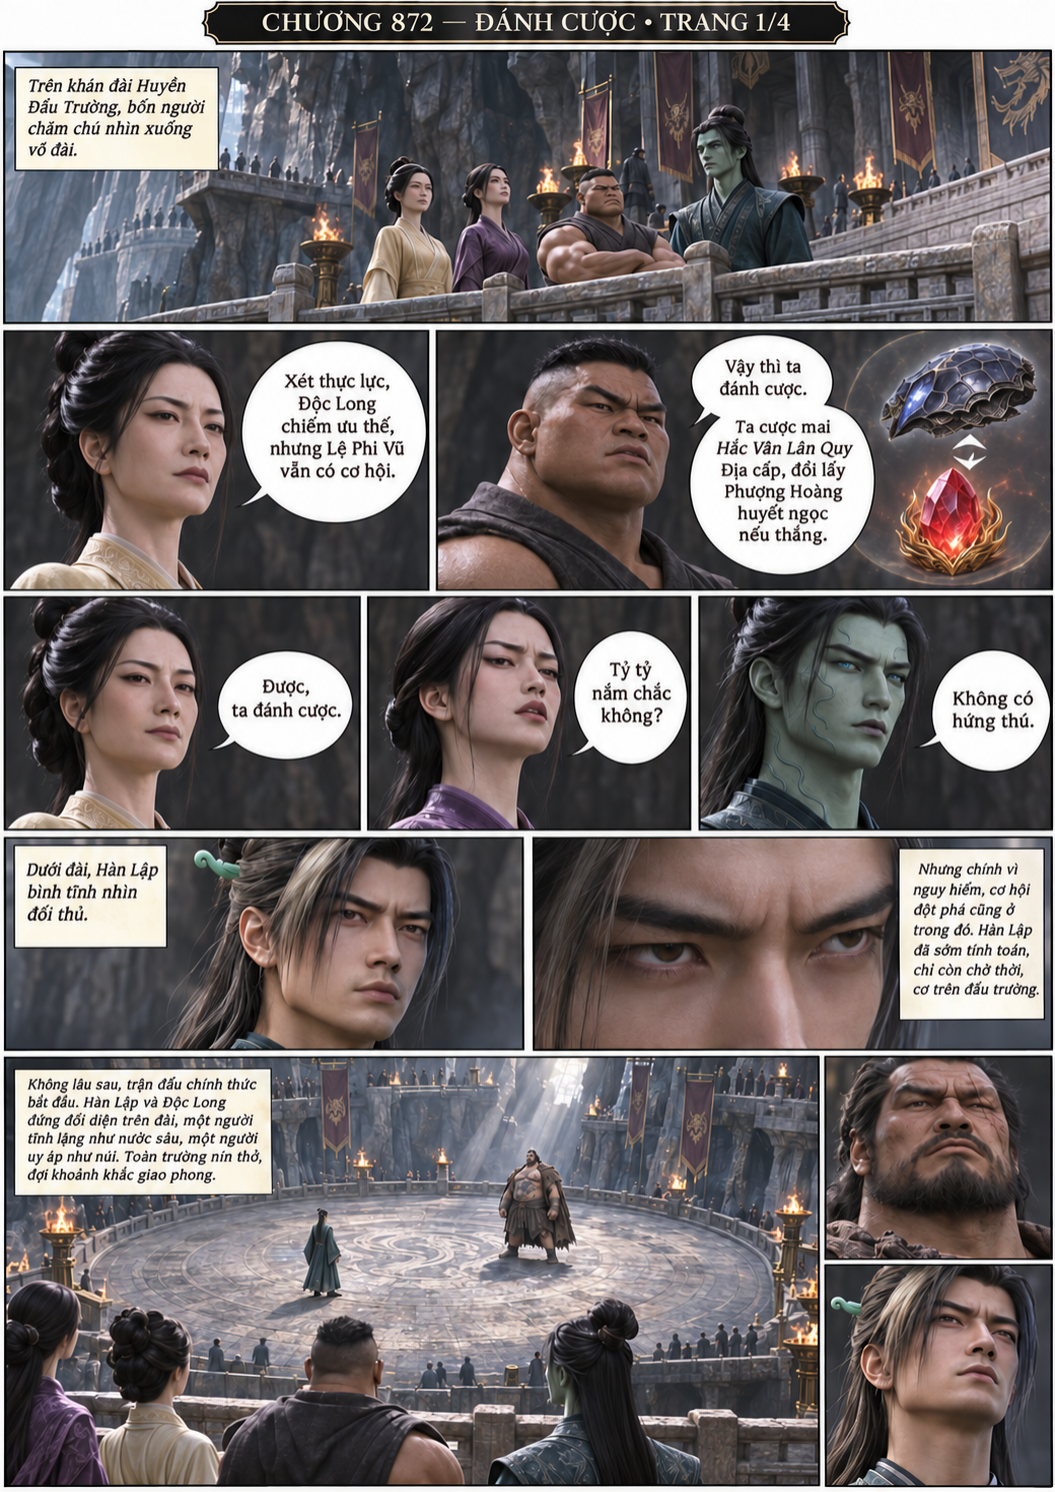 CHƯƠNG 872 — ĐÁNH CƯỢC • TRANG 1/4
Trên khán đài Huyền
Đấu Trường, bốn người
chăm chú nhìn xuống
võ đài.
Xét thực lực,
Độc Long
chiếm ưu thế,
nhưng Lệ Phi Vũ
vẫn có cơ hội.
Vậy thì ta
đánh cược.
Ta cược mai
Hắc Vân Lân Quy
Địa cấp, đổi lấy
Phượng Hoàng
huyết ngọc
nếu thắng.
Được,
ta đánh cược.
Tỷ tỷ
nắm chắc
không?
Không có
hứng thú.
Dưới đài, Hàn Lập
bình tĩnh nhìn
đối thủ.
Nhưng chính vì
nguy hiểm, cơ hội
đột phá cũng ở
trong đó. Hàn Lập
đã sớm tính toán,
chỉ còn chờ thời,
cơ trên đấu trường.
Không lâu sau, trận đấu chính thức
bắt đầu. Hàn Lập và Độc Long
đứng đối diện trên đài, một người
tĩnh lặng như nước sâu, một người
uy áp như núi. Toàn trường nín thở,
đợi khoảnh khắc giao phong.